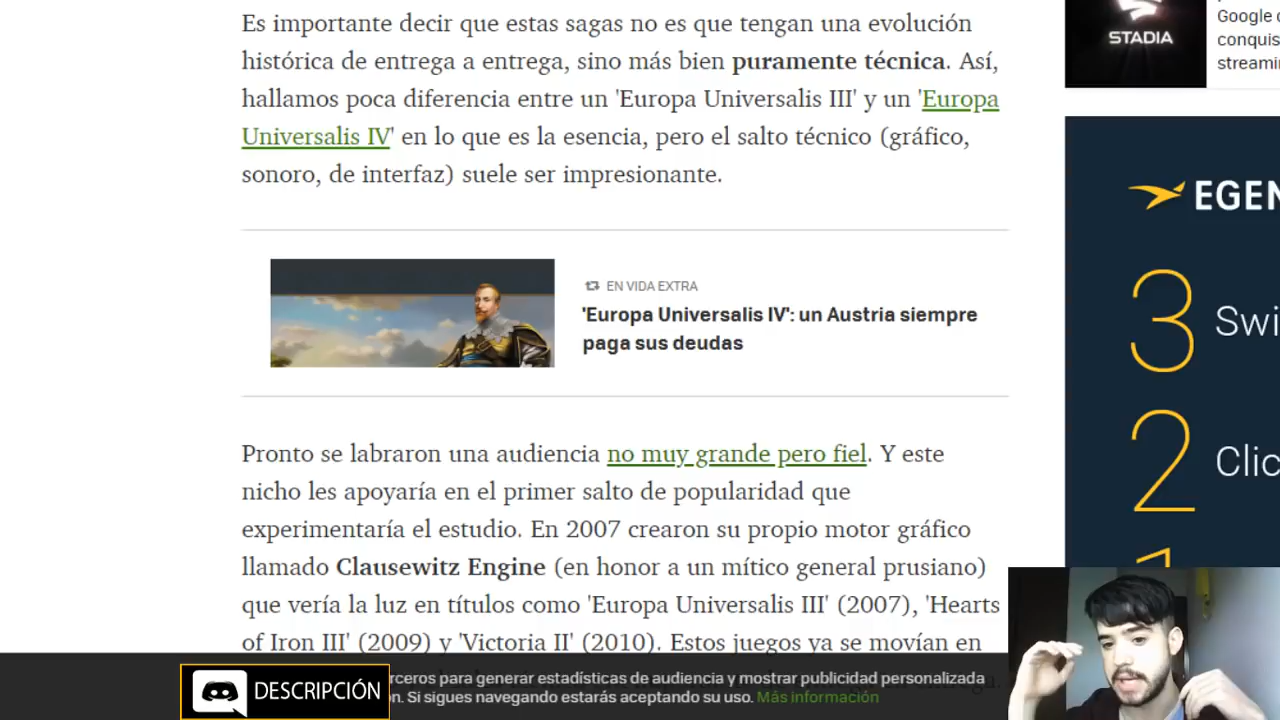 Es importante decir que estas sagas no es que tengan una evolución
histórica de entrega a entrega, sino más bien puramente técnica. Así,
hallamos poca diferencia entre un 'Europa Universalis III' y un 'Europa
Universalis IV' en lo que es la esencia, pero el salto técnico (gráfico,
sonoro, de interfaz) suele ser impresionante.
EN VIDA EXTRA
'Europa Universalis IV': un Austria siempre
paga sus deudas
Pronto se labraron una audiencia no muy grande pero fiel. Y este
nicho les apoyaría en el primer salto de popularidad que
experimentaría el estudio. En 2007 crearon su propio motor gráfico
llamado Clausewitz Engine (en honor a un mítico general prusiano)
que vería la luz en títulos como 'Europa Universalis III' (2007), 'Hearts
of Iron III' (2009) y 'Victoria II' (2010). Estos juegos ya se movían en
STADIA
Google
conquis
streamin
EGEN
3 Swi
2 Clic
1
DESCRIPCIÓN
rceros para generar estadísticas de audiencia y mostrar publicidad personalizada
n. Si sigues navegando estarás aceptando su uso. Más información